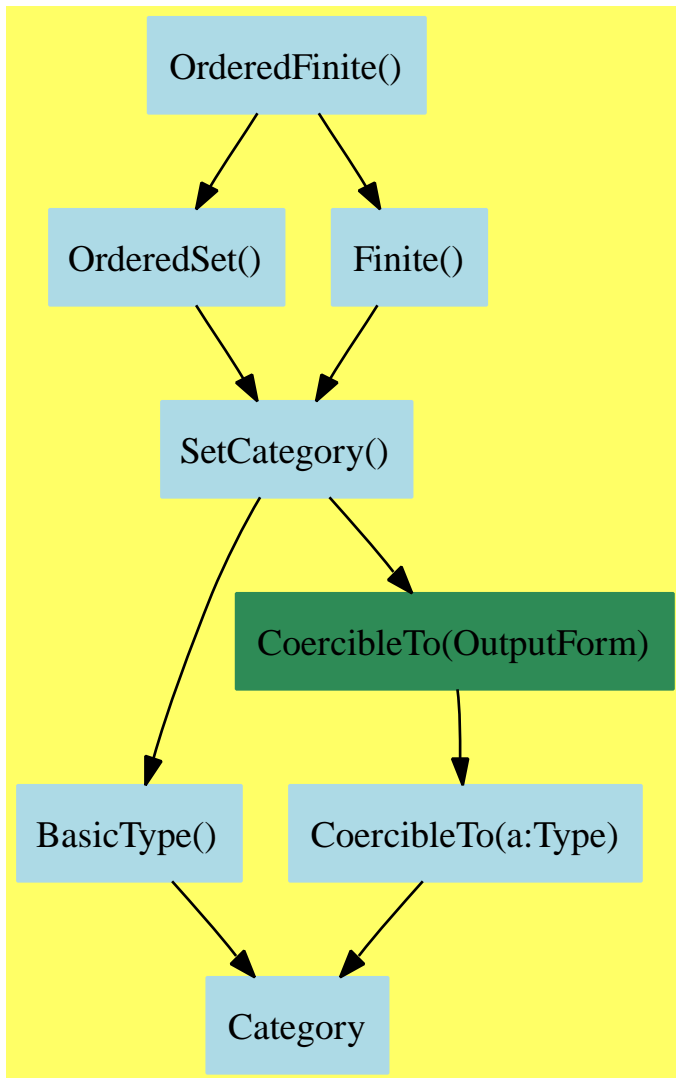 OrderedFinite()
OrderedSet()
Finite()
SetCategory()
CoercibleTo(OutputForm)
BasicType()
CoercibleTo(a:Type)
Category